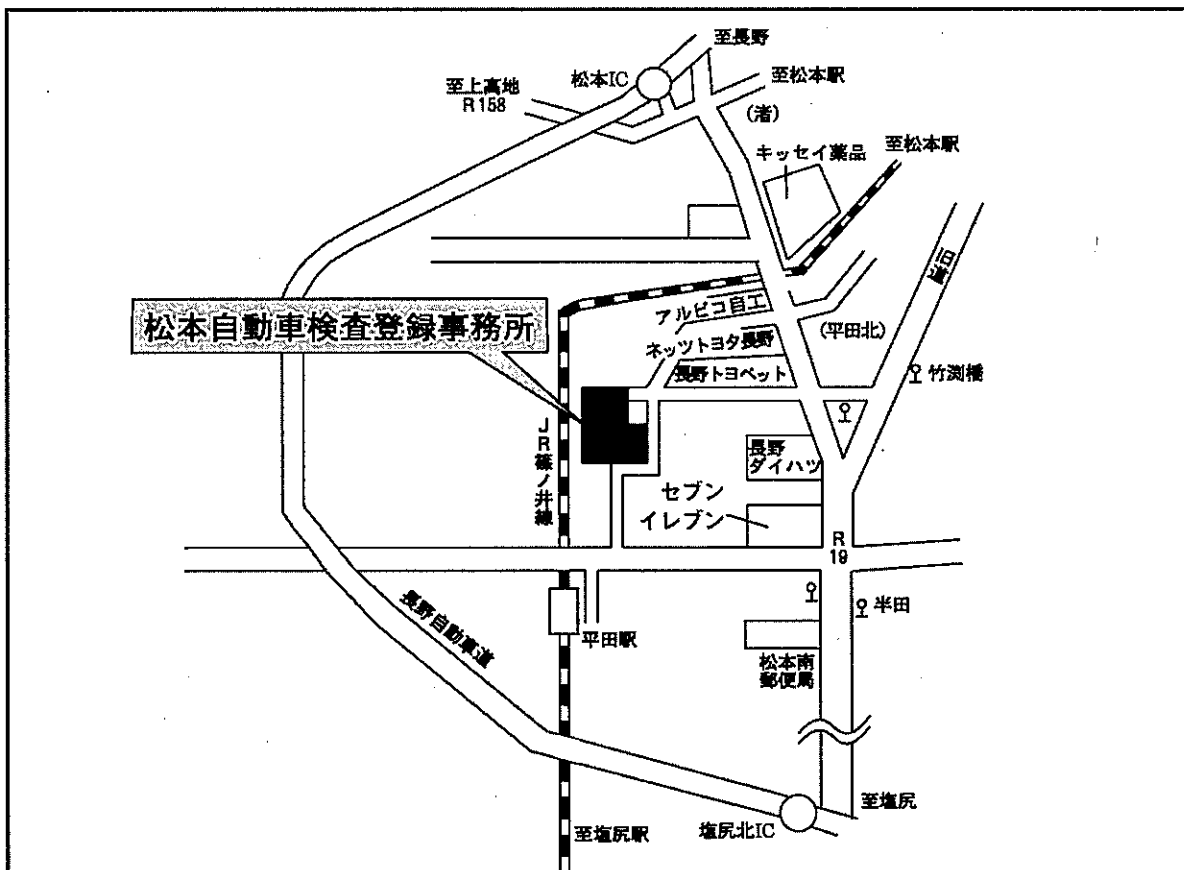 至長野
松本IC
至松本駅
至上高地
R158
(渚)
キッセイ薬品
至松本駅
旧道
松本自動車検査登録事務所
アルピコ自工
(平田北)
ネッツトヨタ長野
長野トヨペット
竹渕橋
JR篠ノ井線
長野
ダイハツ
セブン
イレブン
R
19
長野自動車道
半田
平田駅
松本南
郵便局
至塩尻
塩尻北IC
至塩尻駅